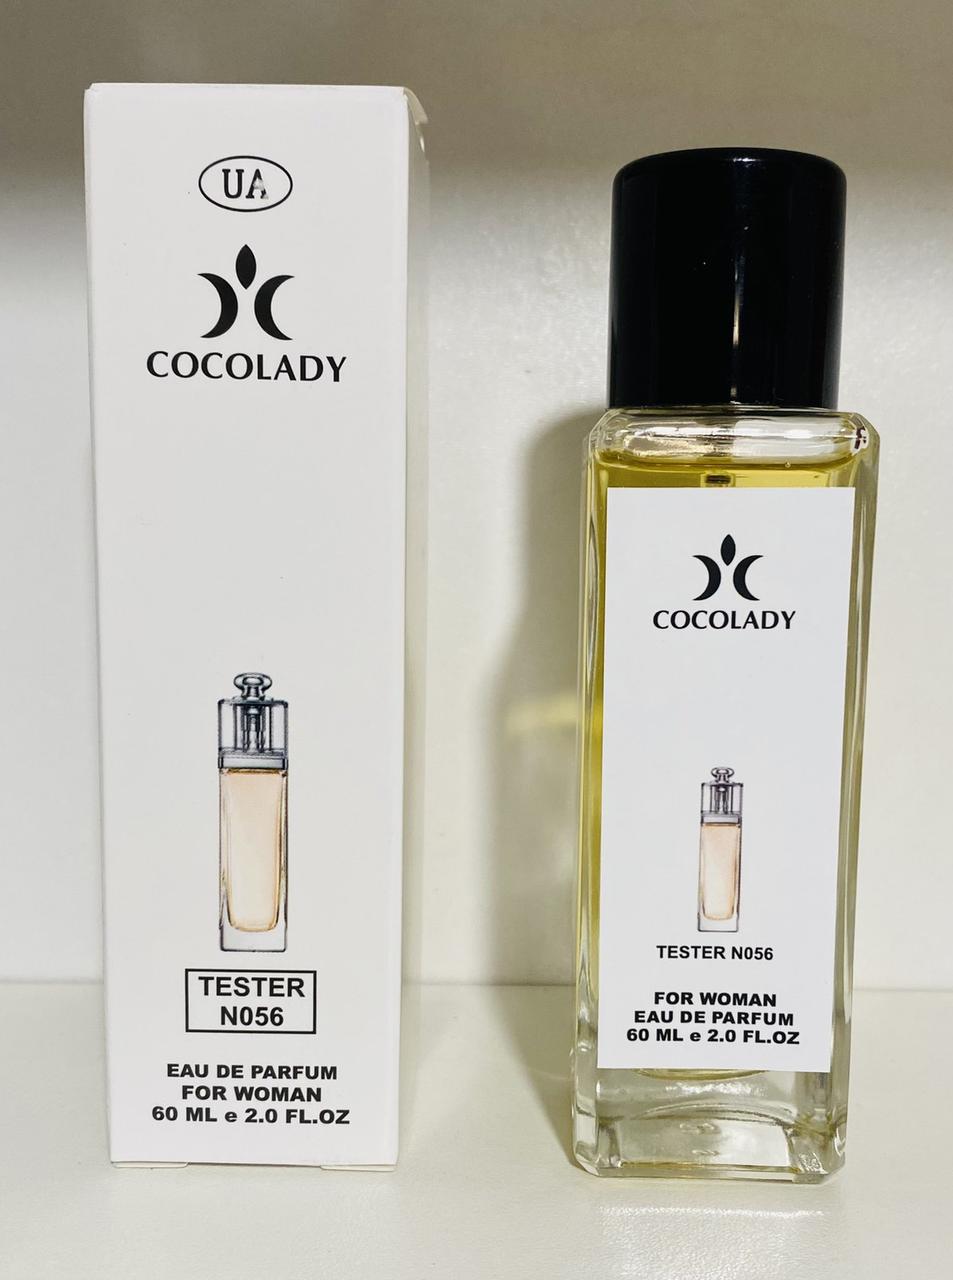 UA
COCOLADY
TESTER
N056
EAU DE PARFUM
FOR WOMAN
60 ML e 2.0 FL.OZ
COCOLADY
TESTER N056
FOR WOMAN
EAU DE PARFUM
60 ML e 2.0 FL.OZ